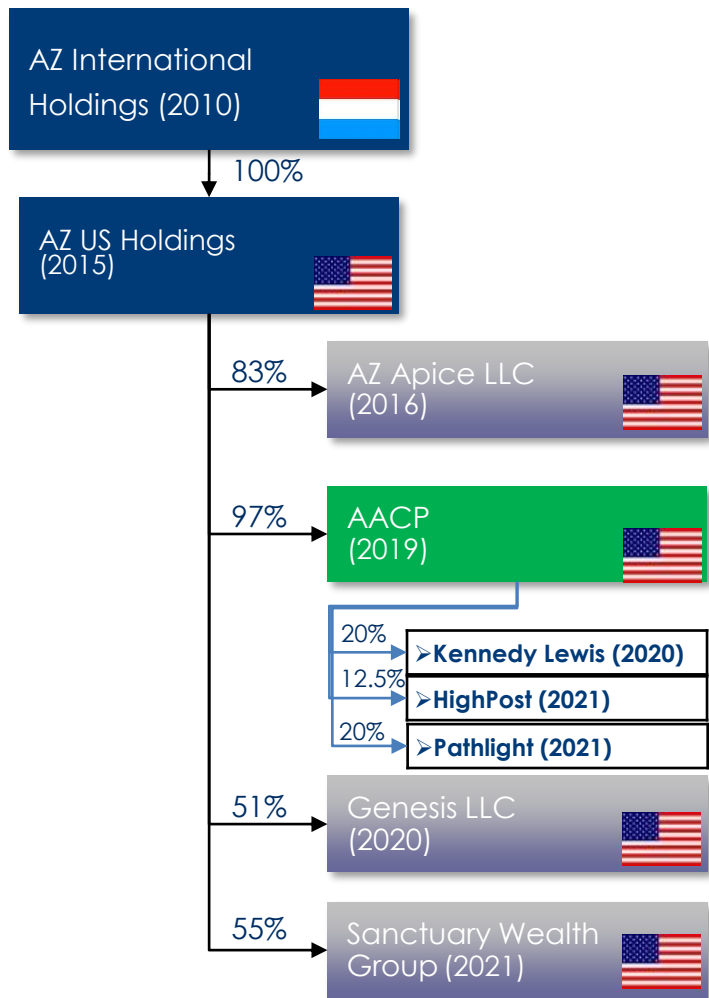 AZ International
Holdings (2010)
100%
AZ US Holdings
(2015)
83%
AZ Apice LLC
(2016)
97%
AACP
(2019)
20%
➢Kennedy Lewis (2020)
12.5%
➢HighPost (2021)
20%
➢Pathlight (2021)
51%
Genesis LLC
(2020)
55%
Sanctuary Wealth
Group (2021)